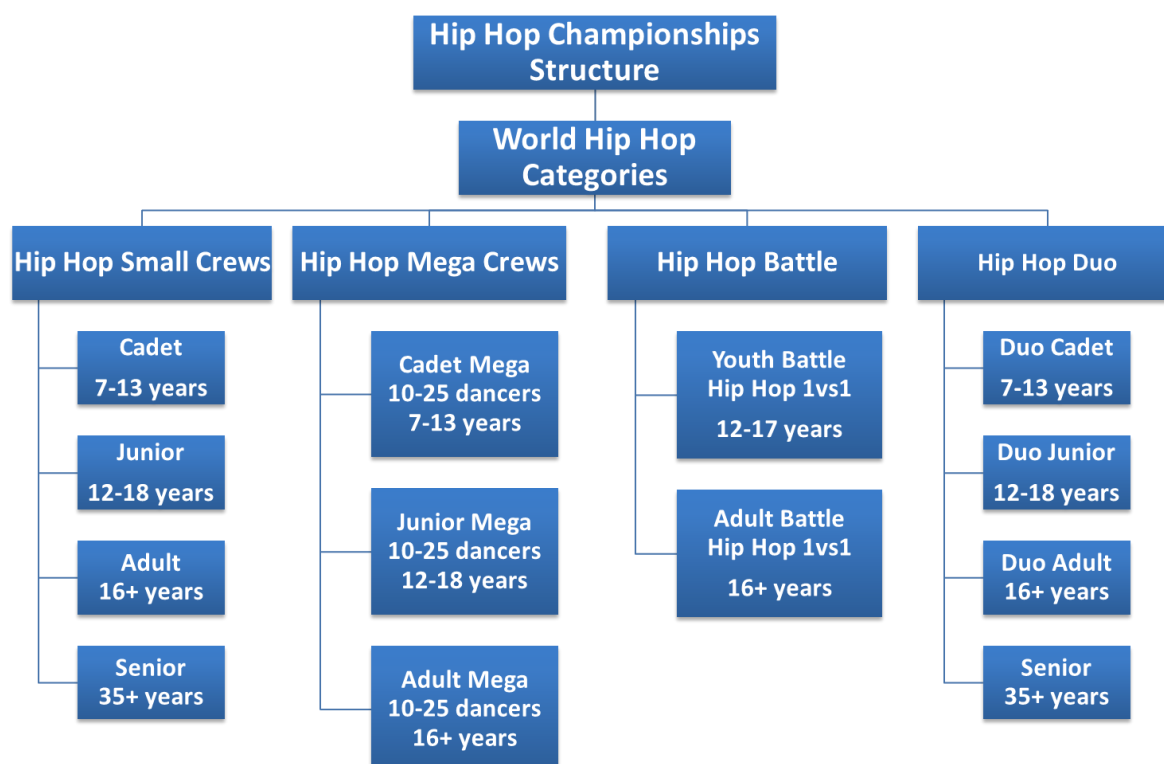 Hip Hop Championships
Structure
World Hip Hop
Categories
Hip Hop Small Crews
Cadet
7-13 years
Junior
12-18 years
Adult
16+ years
Senior
35+ years
Hip Hop Mega Crews
Cadet Mega
10-25 dancers
7-13 years
Junior Mega
10-25 dancers
12-18 years
Adult Mega
10-25 dancers
16+ years
Hip Hop Battle
Youth Battle
Hip Hop 1vs1
12-17 years
Adult Battle
Hip Hop 1vs1
16+ years
Hip Hop Duo
Duo Cadet
7-13 years
Duo Junior
12-18 years
Duo Adult
16+ years
Senior
35+ years